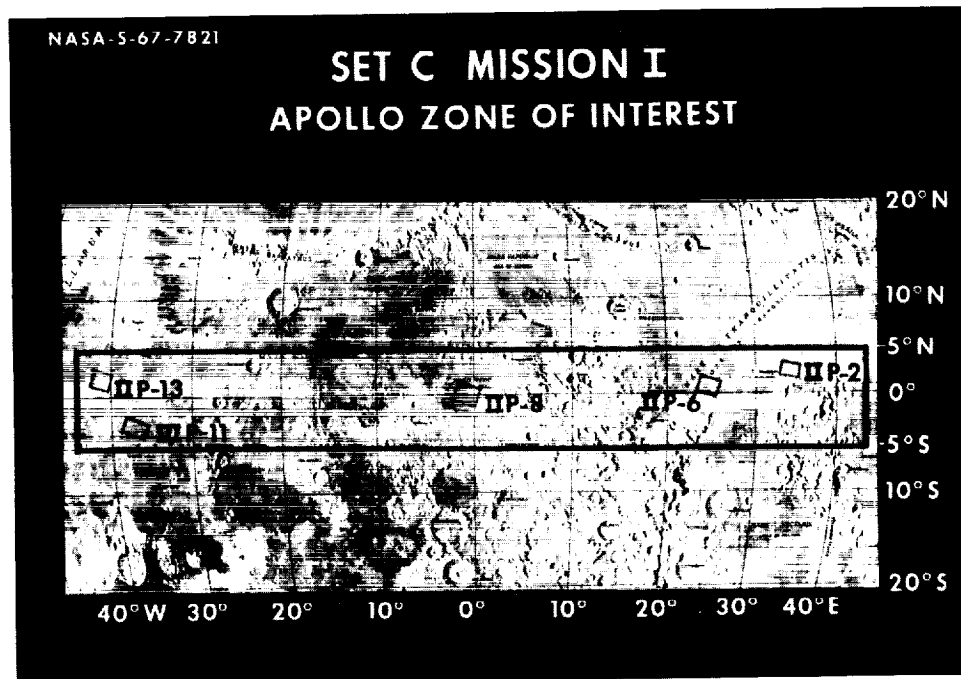 NASA-S-67-7821
SET C MISSION I
APOLLO ZONE OF INTEREST
20°N
10°N
5°N
IIP-2
IIP-13
IIP-8
IIP-6
0°
5°S
10°S
20°S
40°W 30° 20° 10° 0° 10° 20° 30° 40°E